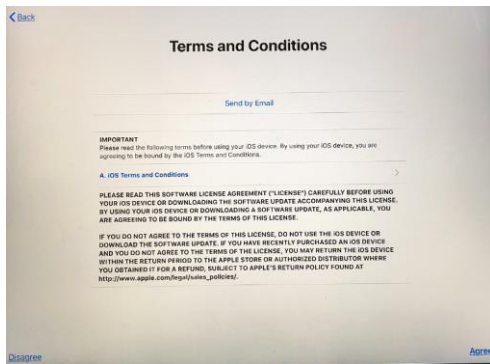 Back
Terms and Conditions
Send by Email
IMPORTANT
Please read the following terms before using your iOS device. By using your iOS device, you are
agreeing to be bound by the iOS Terms and Conditions.
A. iOS Terms and Conditions
PLEASE READ THIS SOFTWARE LICENSE AGREEMENT ("LICENSE") CAREFULLY BEFORE USING
YOUR IOS DEVICE OR DOWNLOADING THE SOFTWARE UPDATE ACCOMPANYING THIS LICENSE.
BY USING YOUR IOS DEVICE OR DOWNLOADING A SOFTWARE UPDATE, AS APPLICABLE, YOU
ARE AGREEING TO BE BOUND BY THE TERMS OF THIS LICENSE.
IF YOU DO NOT AGREE TO THE TERMS OF THIS LICENSE, DO NOT USE THE IOS DEVICE OR
DOWNLOAD THE SOFTWARE UPDATE. IF YOU HAVE RECENTLY PURCHASED AN IOS DEVICE
AND YOU DO NOT AGREE TO THE TERMS OF THE LICENSE, YOU MAY RETURN THE IOS DEVICE
WITHIN THE RETURN PERIOD TO THE APPLE STORE OR AUTHORIZED DISTRIBUTOR WHERE
YOU OBTAINED IT FOR A REFUND, SUBJECT TO APPLE'S RETURN POLICY FOUND AT
http://www.apple.com/legal/sales_policies/.
Disagree
Agree